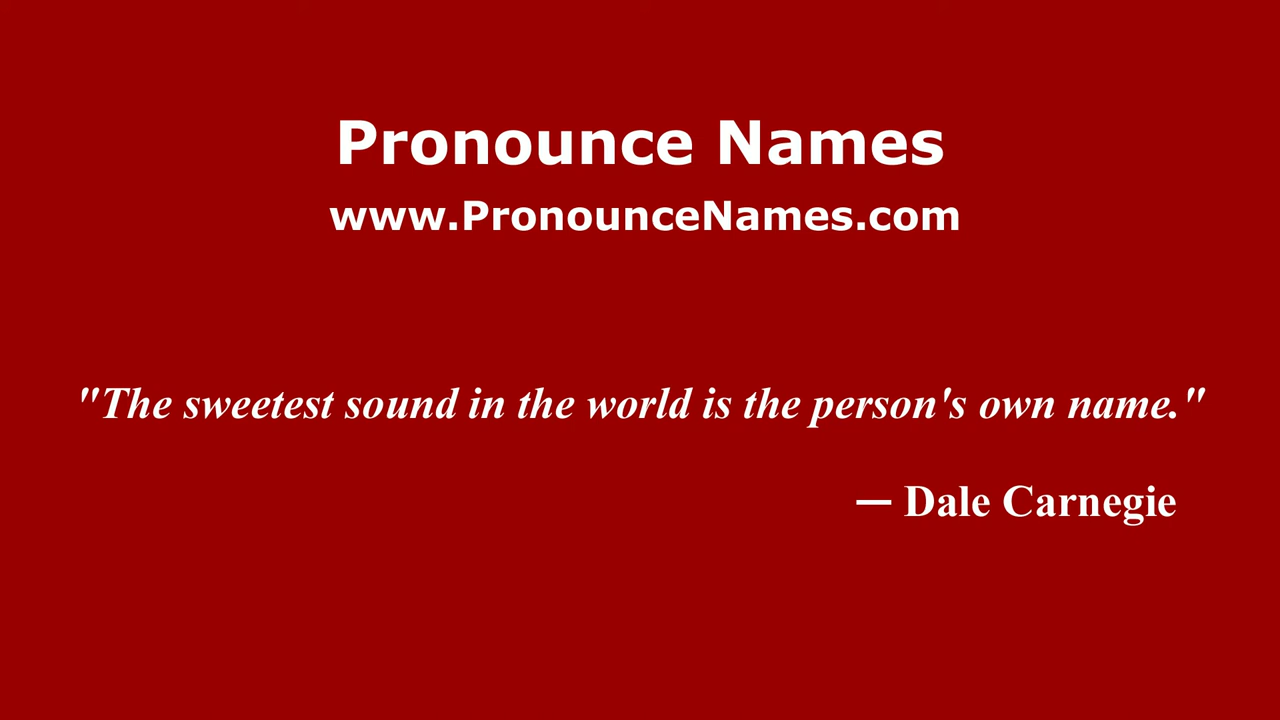 Pronounce Names
www.PronounceNames.com
"The sweetest sound in the world is the person's own name."
— Dale Carnegie